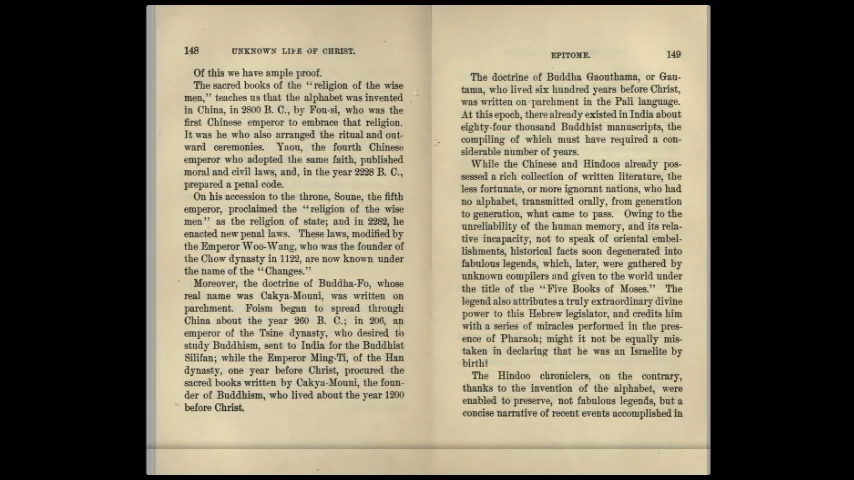 148 UNKNOWN LIFE OF CHRIST.
Of this we have ample proof.
The sacred books of the "religion of the wise
men," teaches us that the alphabet was invented
in China, in 2800 B. C., by Fou-si, who was the
first Chinese emperor to embrace that religion.
It was he who also arranged the ritual and out-
ward ceremonies. Yaou, the fourth Chinese
emperor who adopted the same faith, published
moral and civil laws, and, in the year 2228 B. C.,
prepared a penal code.
On his accession to the throne, Soune, the fifth
emperor, proclaimed the "religion of the wise
men" as the religion of state; and in 2282, he
enacted new penal laws. These laws, modified by
the Emperor Woo-Wang, who was the founder of
the Chow dynasty in 1122, are now known under
the name of the "Changes."
Moreover, the doctrine of Buddha-Fo, whose
real name was Cakya-Mouni, was written on
parchment. Foism began to spread through
China about the year 260 B. C.; in 206, an
emperor of the Tsine dynasty, who desired to
study Buddhism, sent to India for the Buddhist
Silifan; while the Emperor Ming-Ti, of the Han
dynasty, one year before Christ, procured the
sacred books written by Cakya-Mouni, the foun-
der of Buddhism, who lived about the year 1200
before Christ.
EPITOME. 149
The doctrine of Buddha Gaouthama, or Gau-
tama, who lived six hundred years before Christ,
was written on parchment in the Pali language.
At this epoch, there already existed in India about
eighty-four thousand Buddhist manuscripts, the
compiling of which must have required a con-
siderable number of years.
While the Chinese and Hindoos already pos-
sessed a rich collection of written literature, the
less fortunate, or more ignorant nations, who had
no alphabet, transmitted orally, from generation
to generation, what came to pass. Owing to the
unreliability of the human memory, and its rela-
tive incapacity, not to speak of oriental embel-
lishments, historical facts soon degenerated into
fabulous legends, which, later, were gathered by
unknown compilers and given to the world under
the title of the "Five Books of Moses." The
legend also attributes a truly extraordinary divine
power to this Hebrew legislator, and credits him
with a series of miracles performed in the pres-
ence of Pharaoh; might it not be equally mis-
taken in declaring that he was an Israelite by
birth?
The Hindoo chroniclers, on the contrary,
thanks to the invention of the alphabet, were
enabled to preserve, not fabulous legends, but a
concise narrative of recent events accomplished in